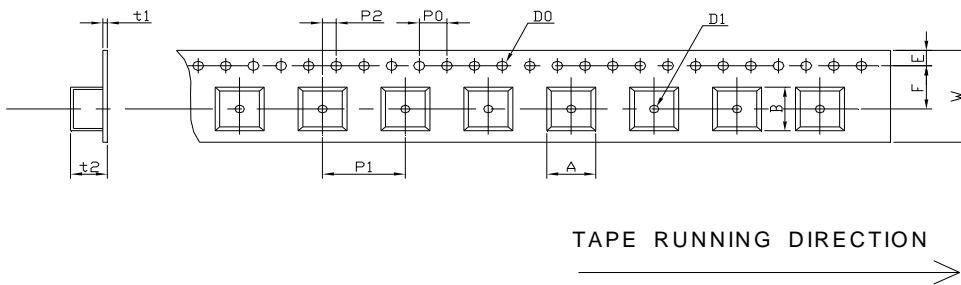 t1
P2
P0
D0
D1
E
F
W
B
t2
P1
A
TAPE RUNNING DIRECTION